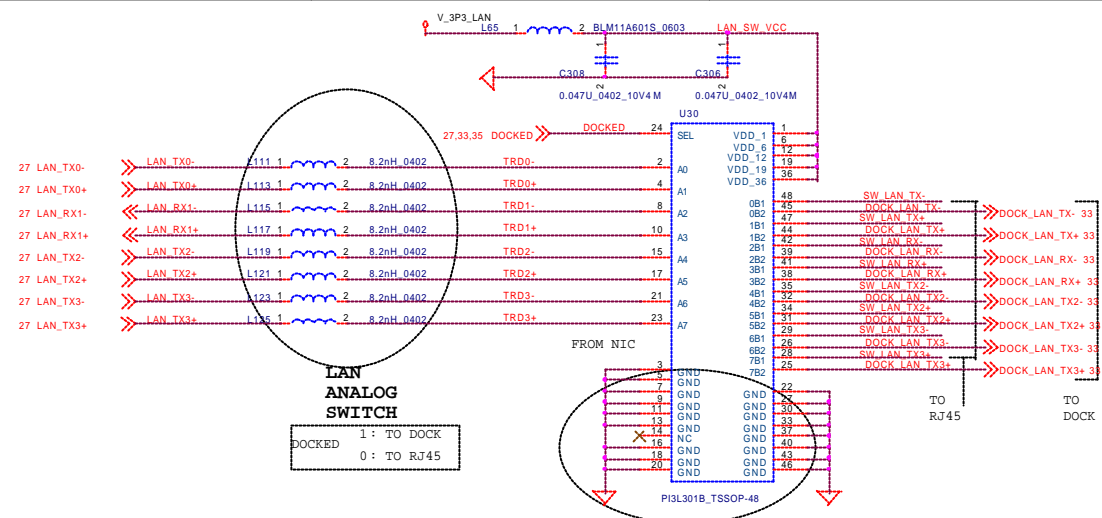 V_3P3_LAN
L65 1 2 BLM11A601S_0603 LAN_SW_VCC
1 1
C308 C306
2 2
0.047U_0402_10V4M 0.047U_0402_10V4M
U30
27,33,35 DOCKED DOCKED 24 SEL VDD_1 1
VDD_6 6
VDD_12 12
VDD_19 19
VDD_36 36
27 LAN_TX0- LAN_TX0- L111 1 2 8.2nH_0402 TRD0- 2 A0
27 LAN_TX0+ LAN_TX0+ L113 1 2 8.2nH_0402 TRD0+ 4 A1
27 LAN_RX1- LAN_RX1- L115 1 2 8.2nH_0402 TRD1- 8 A2
27 LAN_RX1+ LAN_RX1+ L117 1 2 8.2nH_0402 TRD1+ 10 A3
27 LAN_TX2- LAN_TX2- L119 1 2 8.2nH_0402 TRD2- 15 A4
27 LAN_TX2+ LAN_TX2+ L121 1 2 8.2nH_0402 TRD2+ 17 A5
27 LAN_TX3- LAN_TX3- L123 1 2 8.2nH_0402 TRD3- 21 A6
27 LAN_TX3+ LAN_TX3+ L125 1 2 8.2nH_0402 TRD3+ 23 A7
0B1 48 SW_LAN_TX-
0B2 45 DOCK_LAN_TX- DOCK_LAN_TX- 33
1B1 47 SW_LAN_TX+
1B2 44 DOCK_LAN_TX+ DOCK_LAN_TX+ 33
2B1 42 SW_LAN_RX-
2B2 39 DOCK_LAN_RX- DOCK_LAN_RX- 33
3B1 41 SW_LAN_RX+
3B2 38 DOCK_LAN_RX+ DOCK_LAN_RX+ 33
4B1 35 SW_LAN_TX2-
4B2 32 DOCK_LAN_TX2- DOCK_LAN_TX2- 33
5B1 34 SW_LAN_TX2+
5B2 31 DOCK_LAN_TX2+ DOCK_LAN_TX2+ 33
6B1 29 SW_LAN_TX3-
6B2 26 DOCK_LAN_TX3- DOCK_LAN_TX3- 33
7B1 28 SW_LAN_TX3+
7B2 25 DOCK_LAN_TX3+ DOCK_LAN_TX3+ 33
FROM NIC
3 GND
5 GND
7 GND GND 22
9 GND GND 27
11 GND GND 30
13 GND GND 33
14 NC GND 37
16 GND GND 40
18 GND GND 43
20 GND GND 46
PI3L301B_TSSOP-48
LAN
ANALOG
SWITCH
DOCKED 1: TO DOCK
0: TO RJ45
TO
RJ45
TO
DOCK